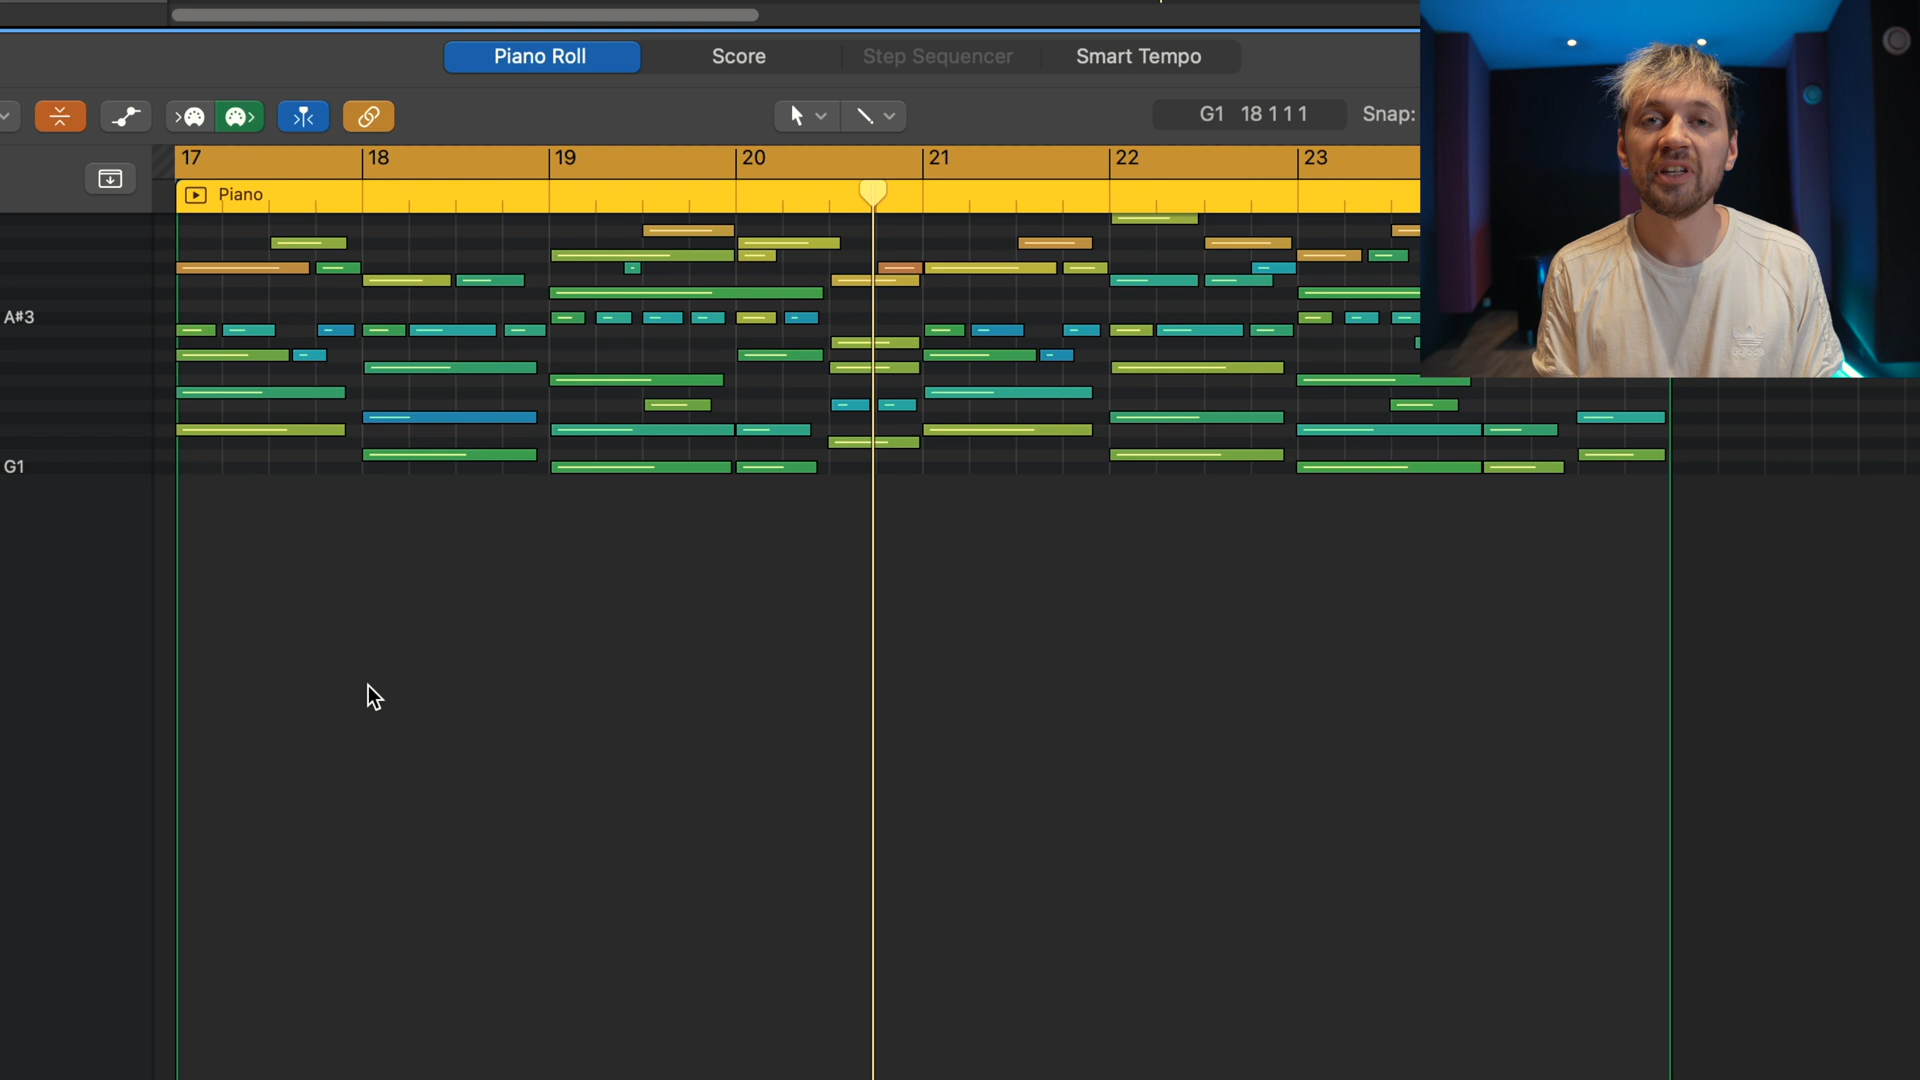 Piano Roll
Score
Step Sequencer
Smart Tempo
G1 18 1 1 1
Snap:
17
18
19
20
21
22
23
Piano
A#3
G1
adidas